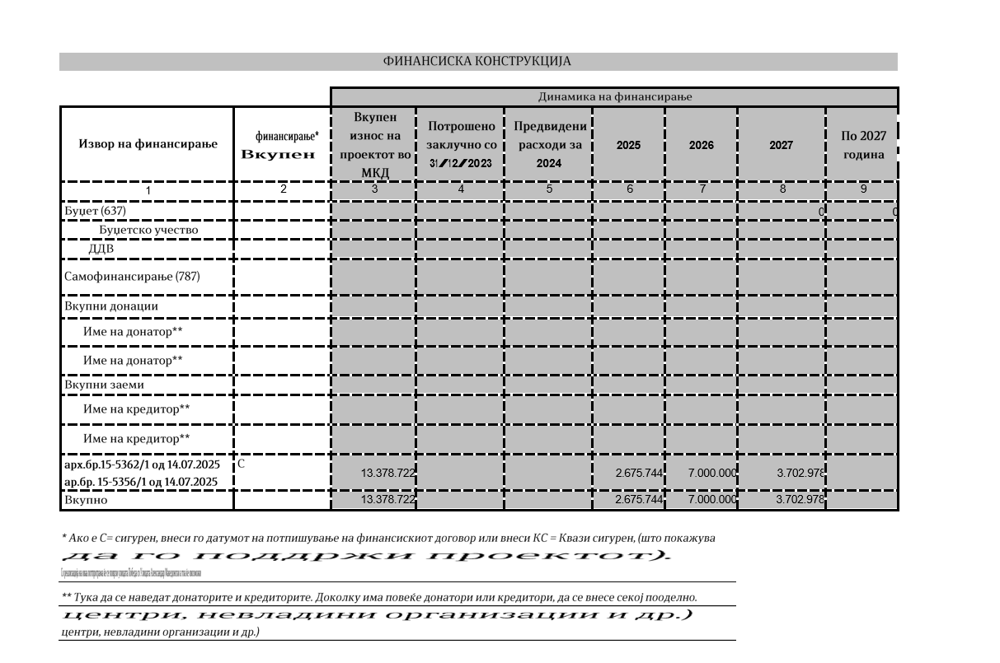 ФИНАНСИСКА КОНСТРУКЦИЈА
Динамика на финансирање
Извор на финансирање
финансирање*
Вкупен
Вкупен износ на проектот во МКД
Потрошено заклучно со 31/12/2023
Предвидени расходи за 2024
2025
2026
2027
По 2027 година
1 2 3 4 5 6 7 8 9
Буџет (637) 0 0
Буџетско учество
ДДВ
Самофинансирање (787)
Вкупни донации
Име на донатор**
Име на донатор**
Вкупни заеми
Име на кредитор**
Име на кредитор**
арх.бр.15-5362/1 од 14.07.2025 С
ар.бр. 15-5356/1 од 14.07.2025 13.378.722 2.675.744 7.000.000 3.702.978
Вкупно 13.378.722 2.675.744 7.000.000 3.702.978
* Ако е С= сигурен, внеси го датумот на потпишување на финансискиот договор или внеси КС = Квази сигурен, (што покажува
да го поддржи проектот).
** Тука да се наведат донаторите и кредиторите. Доколку има повеќе донатори или кредитори, да се внесе секој пооделно.
центри, невладини организации и др.)
центри, невладини организации и др.)